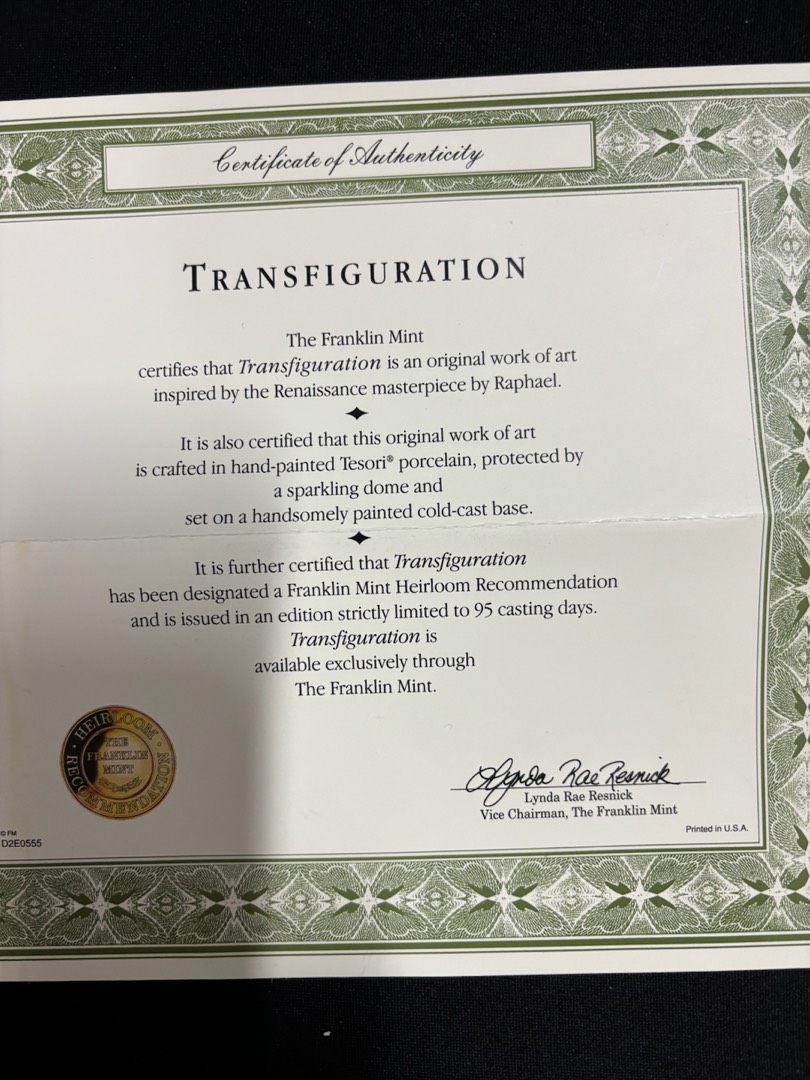 Certificate of Authenticity
TRANSFIGURATION
The Franklin Mint
certifies that Transfiguration is an original work of art
inspired by the Renaissance masterpiece by Raphael.
It is also certified that this original work of art
is crafted in hand-painted Tesori® porcelain, protected by
a sparkling dome and
set on a handsomely painted cold-cast base.
It is further certified that Transfiguration
has been designated a Franklin Mint Heirloom Recommendation
and is issued in an edition strictly limited to 95 casting days.
Transfiguration is
available exclusively through
The Franklin Mint.
HEIRLOOM
THE
FRANKLIN
MINT
RECOMMENDATION
Lynda Rae Resnick
Lynda Rae Resnick
Vice Chairman, The Franklin Mint
Printed in U.S.A.
© FM
D2E0555